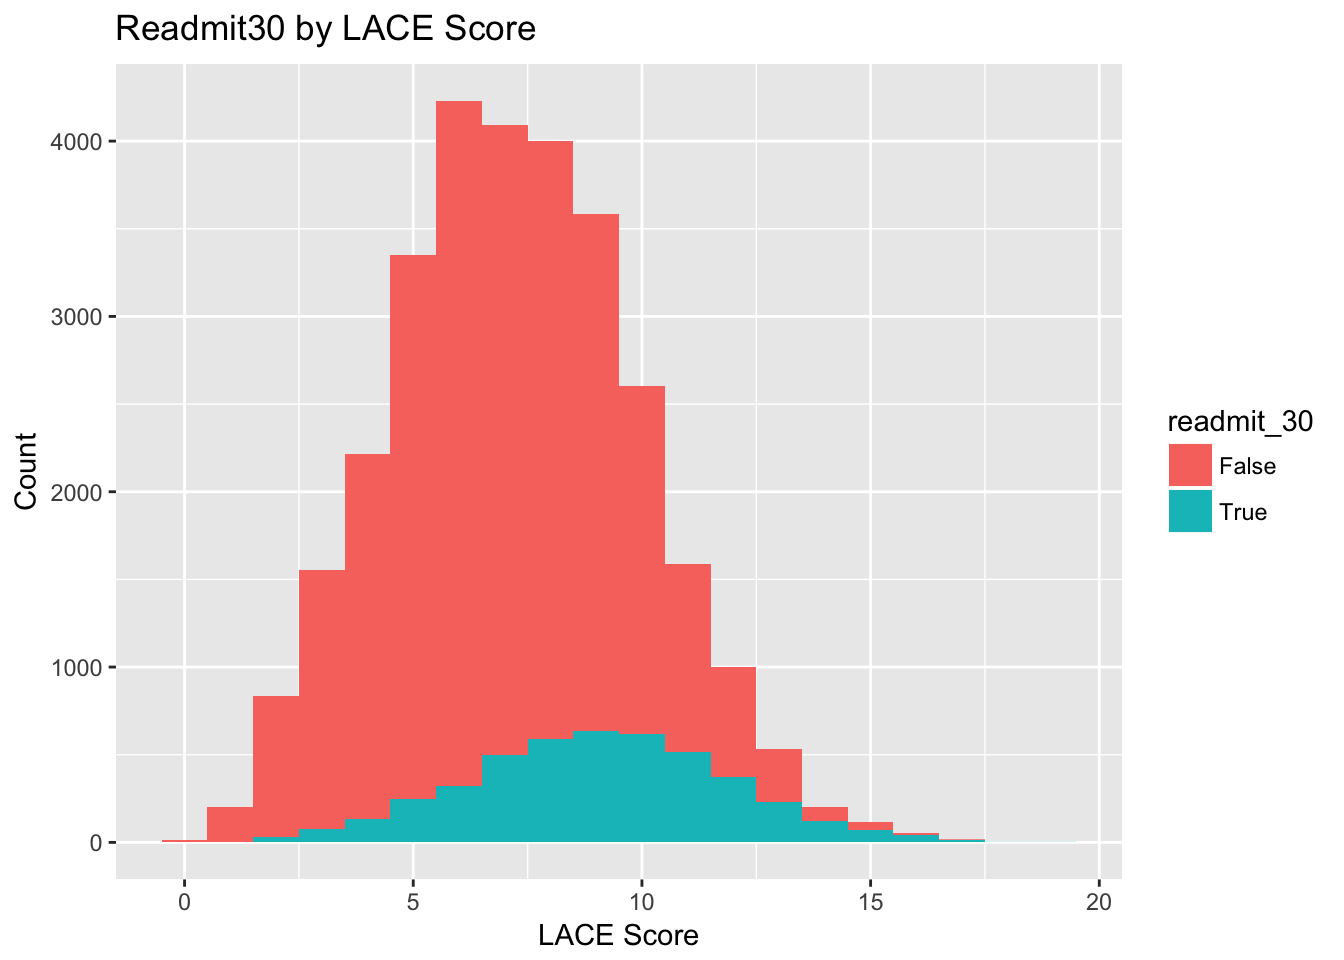 Readmit30 by LACE Score
4000
3000
2000
1000
0
Count
0 5 10 15 20
LACE Score
readmit_30
False
True